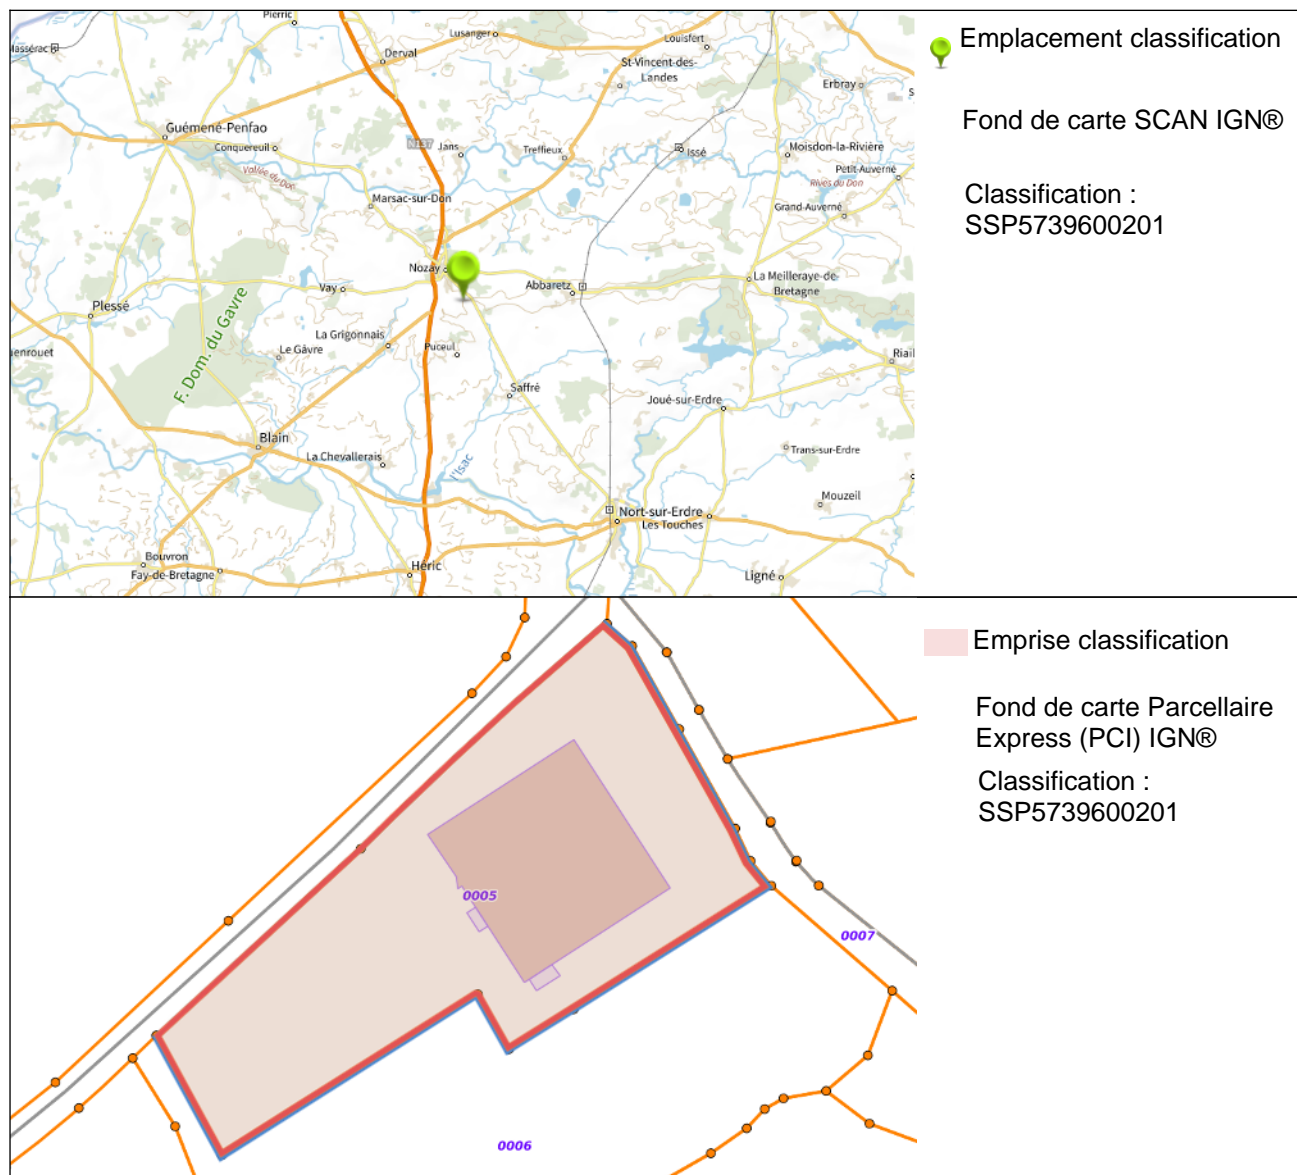 Pierric
Lusanger
Louisfert
Massérac
Derval
St-Vincent-des-
Landes
Erbray
Guémené-Penfao
Conquereuil
N137
Jans
Treffieux
Issé
Moisdon-la-Rivière
Vallée du Don
Petit-Auverné
Rives du Don
Marsac-sur-Don
Grand-Auverné
Nozay
Abbaretz
La Meilleraye-de-
Bretagne
Vay
Plessé
F. Dom. du Gavre
La Grigonnais
Le Gâvre
Puceul
enrouet
Riail
Saffré
Joué-sur-Erdre
Blain
La Chevallerais
l'Isac
Trans-sur-Erdre
Mouzeil
Nort-sur-Erdre
Les Touches
Bouvron
Fay-de-Bretagne
Héric
Ligné
Emplacement classification
Fond de carte SCAN IGN®
Classification :
SSP5739600201
0005
0007
0006
Emprise classification
Fond de carte Parcellaire
Express (PCI) IGN®
Classification :
SSP5739600201